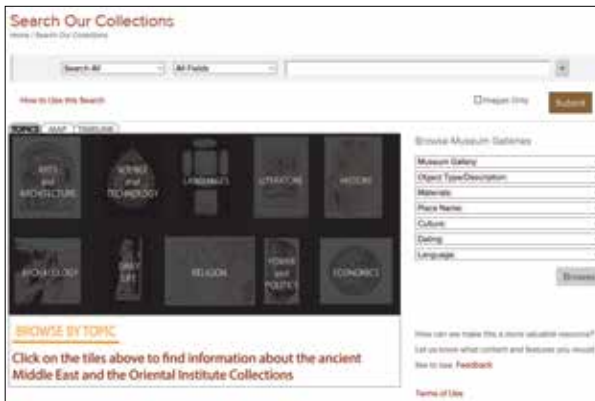 Search Our Collections
Home / Search Our Collections
Search All
All Fields
How to Use this Search
Images Only
Submit
TOPICS MAP TIMELINE
ARTS and ARCHITECTURE
SCIENCE and TECHNOLOGY
LANGUAGES
LITERATURE
HISTORY
ARCHAEOLOGY
DAILY LIFE
RELIGION
POWER and POLITICS
ECONOMICS
BROWSE BY TOPIC
Click on the tiles above to find information about the ancient
Middle East and the Oriental Institute Collections
Browse Museum Galleries
Museum Gallery:
Object Type/Description:
Materials:
Place Name:
Culture:
Dating:
Language:
Browse
How can we make this a more valuable resource?
Let us know what content and features you would
like to see. Feedback
Terms of Use